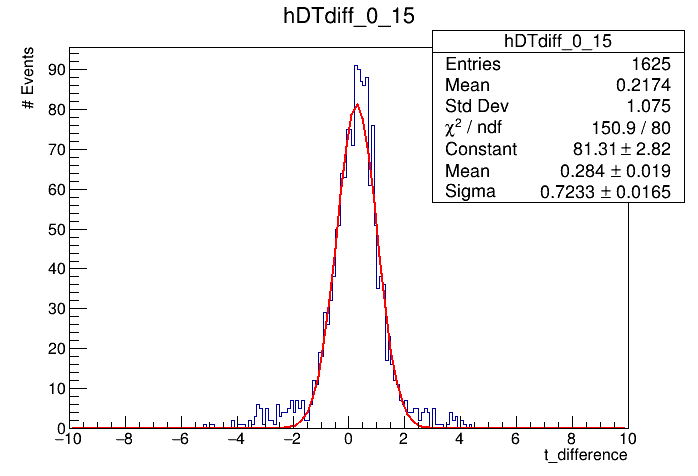 hDTdiff_0_15
hDTdiff_0_15
Entries 1625
Mean 0.2174
Std Dev 1.075
χ² / ndf 150.9 / 80
Constant 81.31 ± 2.82
Mean 0.284 ± 0.019
Sigma 0.7233 ± 0.0165
# Events
90
80
70
60
50
40
30
20
10
0
−10 −8 −6 −4 −2 0 2 4 6 8 10
t_difference